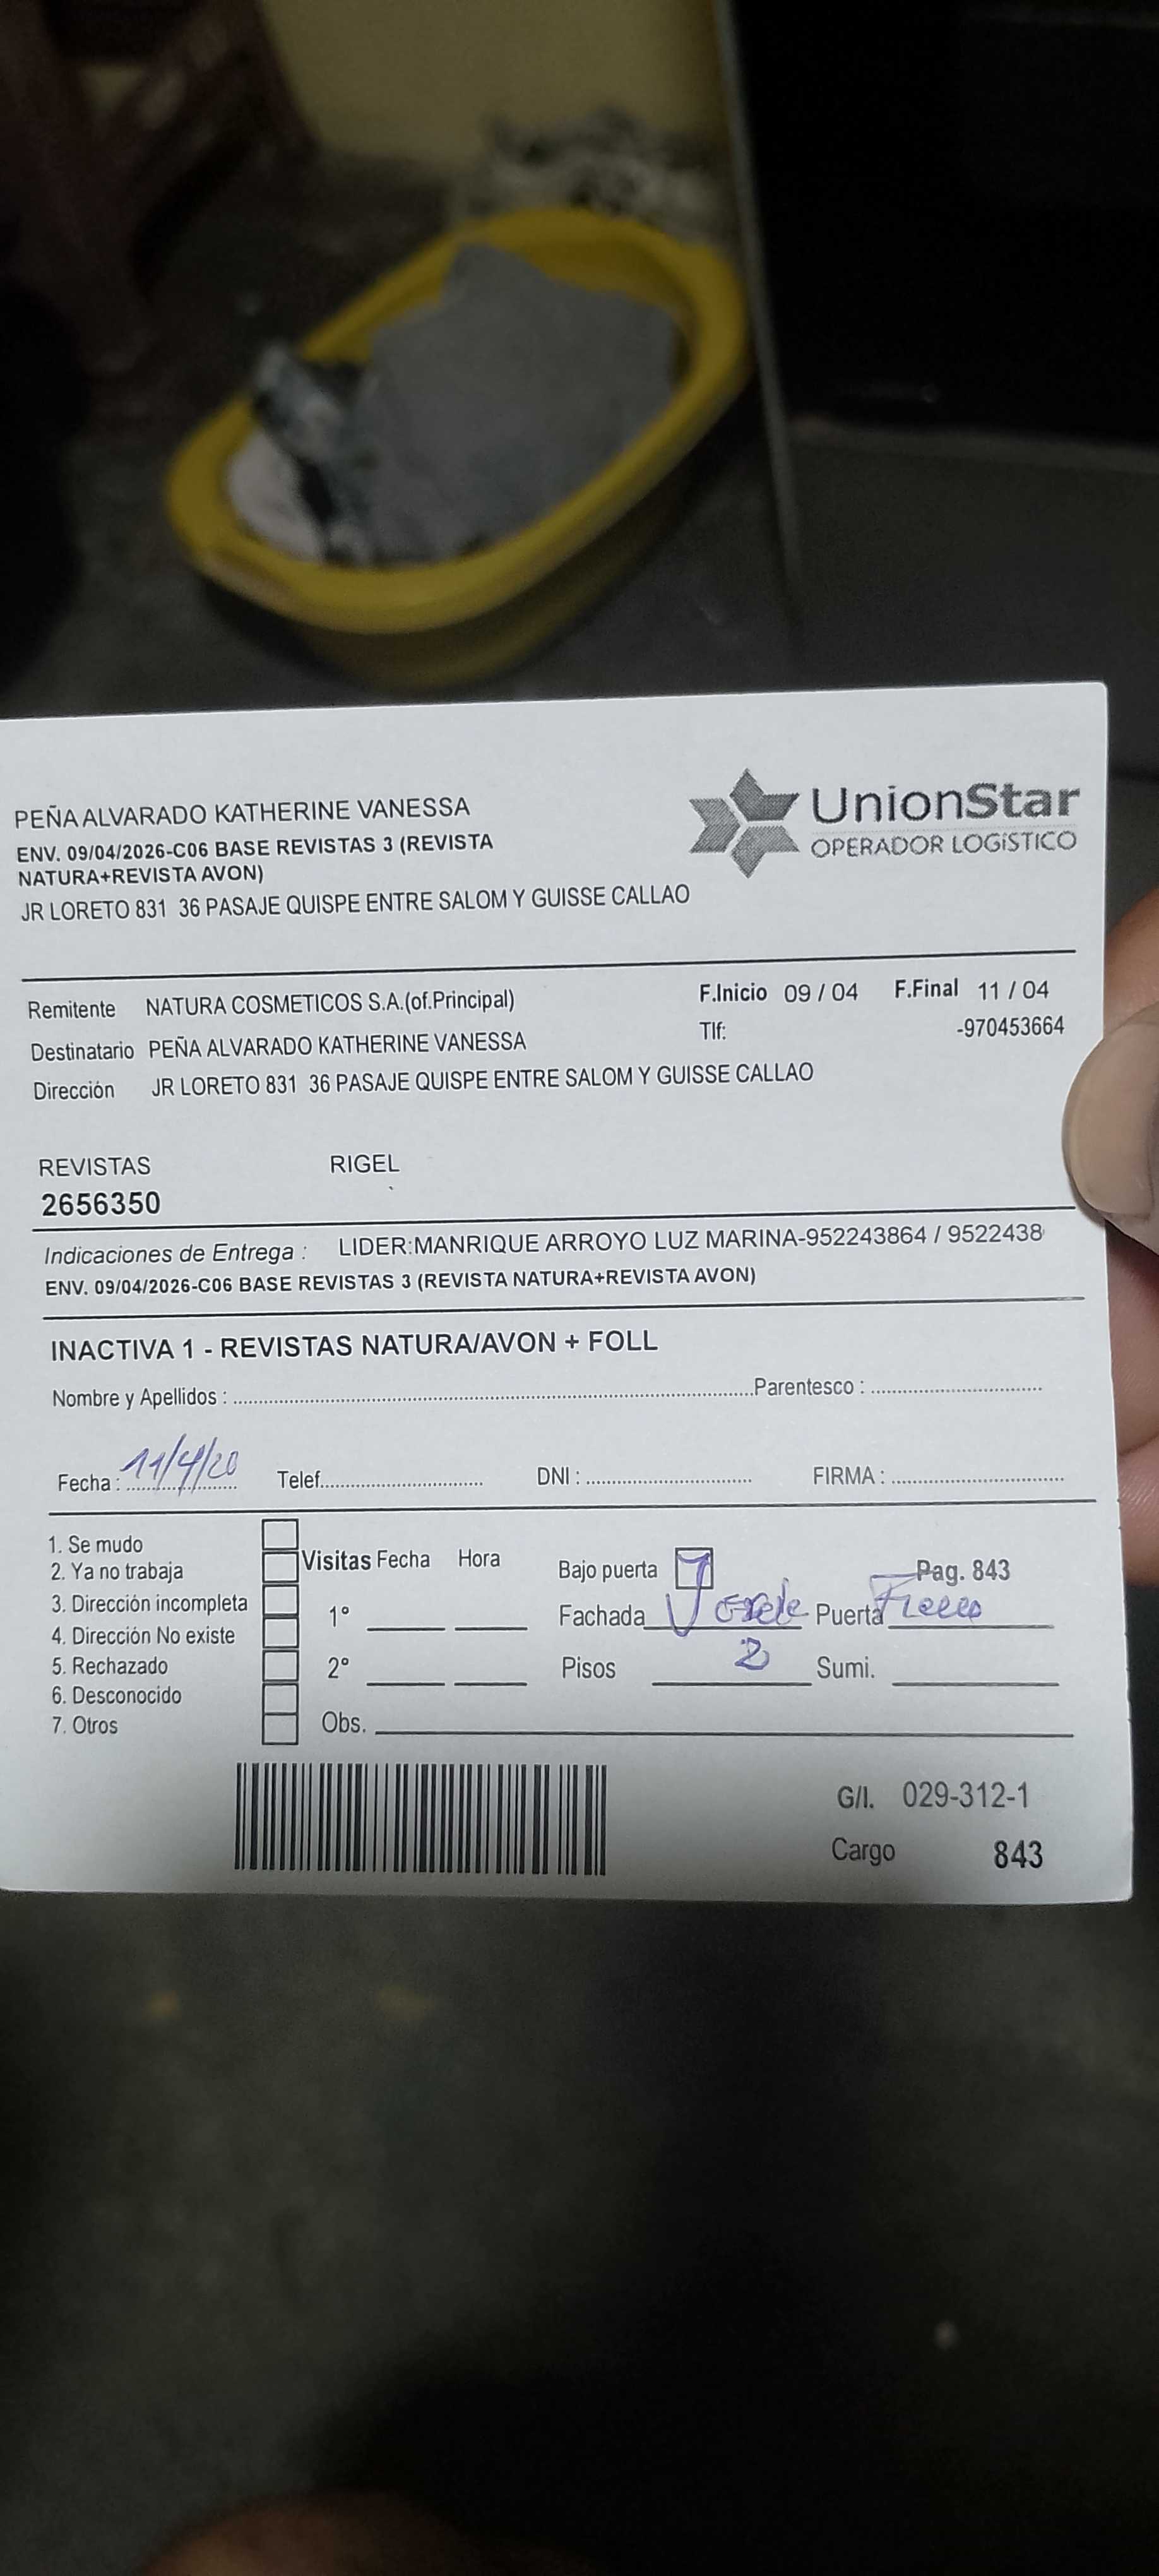 PEÑA ALVARADO KATHERINE VANESSA
ENV. 09/04/2026-C06 BASE REVISTAS 3 (REVISTA
NATURA+REVISTA AVON)
JR LORETO 831 36 PASAJE QUISPE ENTRE SALOM Y GUISSE CALLAO
UnionStar
OPERADOR LOGíSTICO
Remitente NATURA COSMETICOS S.A.(of.Principal) F.Inicio 09 / 04 F.Final 11 / 04
Destinatario PEÑA ALVARADO KATHERINE VANESSA Tlf: -970453664
Dirección JR LORETO 831 36 PASAJE QUISPE ENTRE SALOM Y GUISSE CALLAO
REVISTAS RIGEL
2656350
Indicaciones de Entrega : LIDER:MANRIQUE ARROYO LUZ MARINA-952243864 / 9522438
ENV. 09/04/2026-C06 BASE REVISTAS 3 (REVISTA NATURA+REVISTA AVON)
INACTIVA 1 - REVISTAS NATURA/AVON + FOLL
Nombre y Apellidos : Parentesco :
Fecha : 11/4/20 Telef. DNI : FIRMA :
1. Se mudo
2. Ya no trabaja
3. Dirección incompleta
4. Dirección No existe
5. Rechazado
6. Desconocido
7. Otros
Visitas Fecha Hora
1°
2°
Obs.
Bajo puerta Pag. 843
Fachada Puerta
Pisos 2 Sumi.
G/I. 029-312-1
Cargo 843